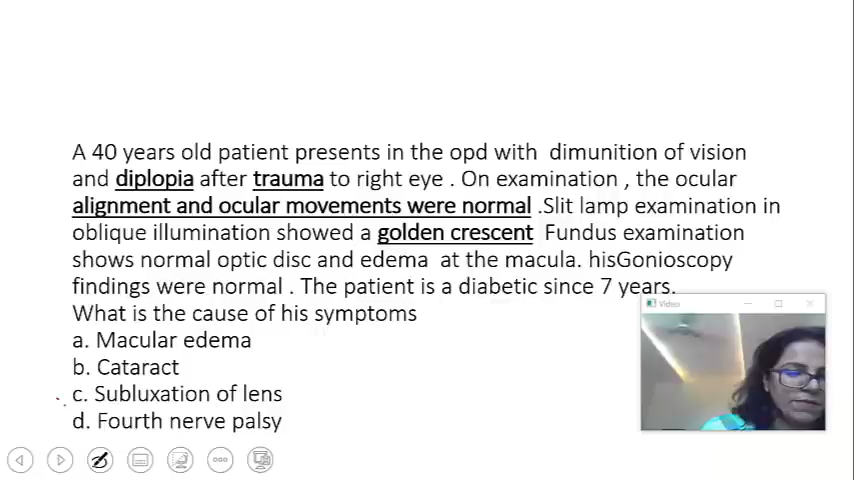 A 40 years old patient presents in the opd with dimunition of vision
and diplopia after trauma to right eye . On examination , the ocular
alignment and ocular movements were normal .Slit lamp examination in
oblique illumination showed a golden crescent Fundus examination
shows normal optic disc and edema at the macula. hisGonioscopy
findings were normal . The patient is a diabetic since 7 years.
What is the cause of his symptoms
a. Macular edema
b. Cataract
c. Subluxation of lens
d. Fourth nerve palsy
Video